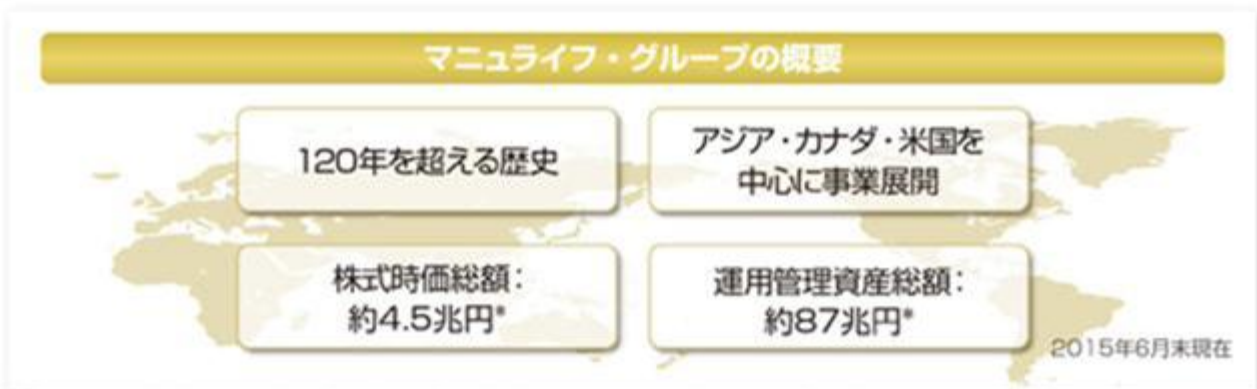 マニュライフ・グループの概要
120年を超える歴史
アジア・カナダ・米国を
中心に事業展開
株式時価総額：
約4.5兆円*
運用管理資産総額：
約87兆円*
2015年6月末現在